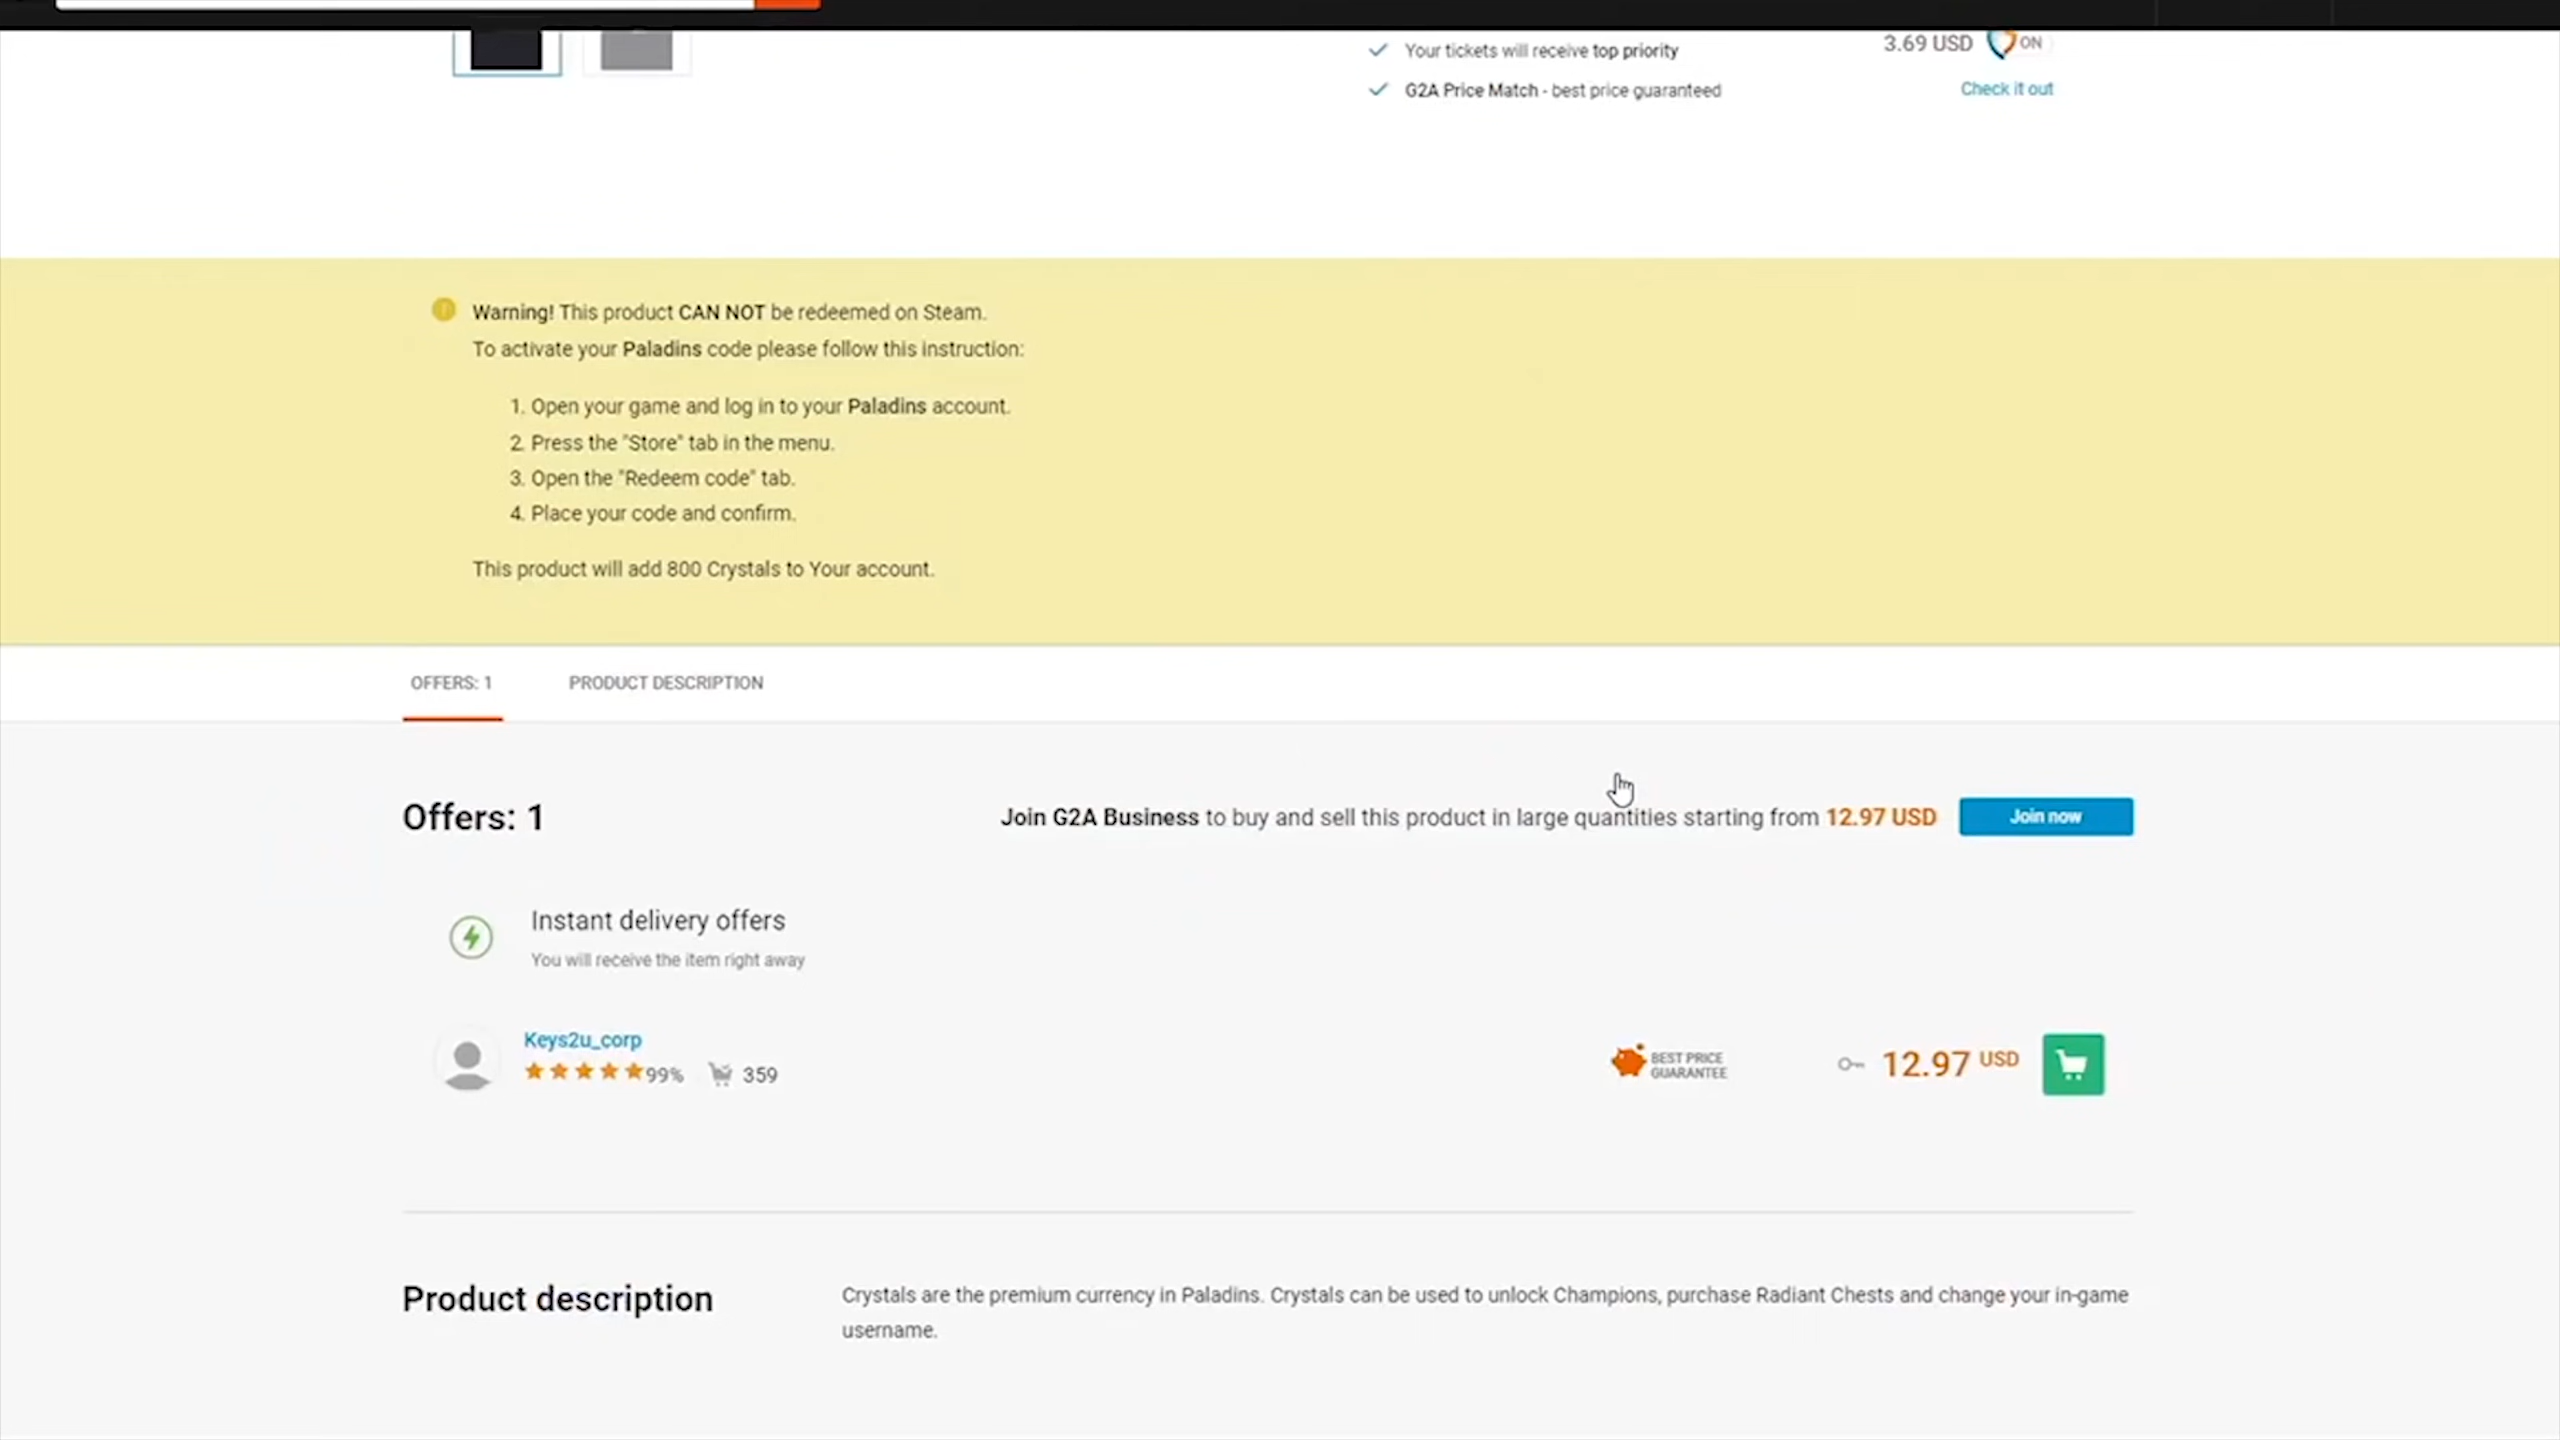 Your tickets will receive top priority
3.69 USD ON
G2A Price Match - best price guaranteed
Check it out
Warning! This product CAN NOT be redeemed on Steam.
To activate your Paladins code please follow this instruction:
1. Open your game and log in to your Paladins account.
2. Press the "Store" tab in the menu.
3. Open the "Redeem code" tab.
4. Place your code and confirm.
This product will add 800 Crystals to Your account.
OFFERS: 1 PRODUCT DESCRIPTION
Offers: 1
Join G2A Business to buy and sell this product in large quantities starting from 12.97 USD
Join now
Instant delivery offers
You will receive the item right away
Keys2u_corp
99% 359
BEST PRICE
GUARANTEE
12.97 USD
Product description
Crystals are the premium currency in Paladins. Crystals can be used to unlock Champions, purchase Radiant Chests and change your in-game
username.